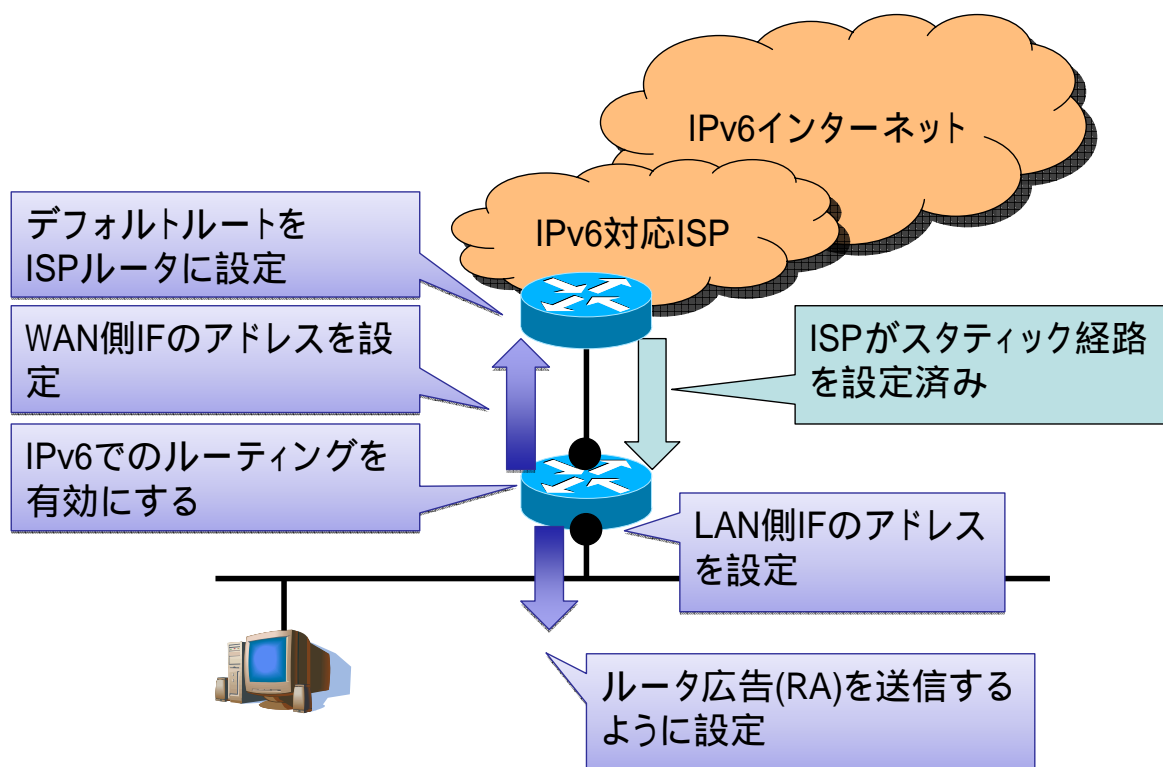 IPv6インターネット
IPv6対応ISP
デフォルトルートを
ISPルータに設定
WAN側IFのアドレスを設
定
ISPがスタティック経路
を設定済み
IPv6でのルーティングを
有効にする
LAN側IFのアドレス
を設定
ルータ広告(RA)を送信する
ように設定